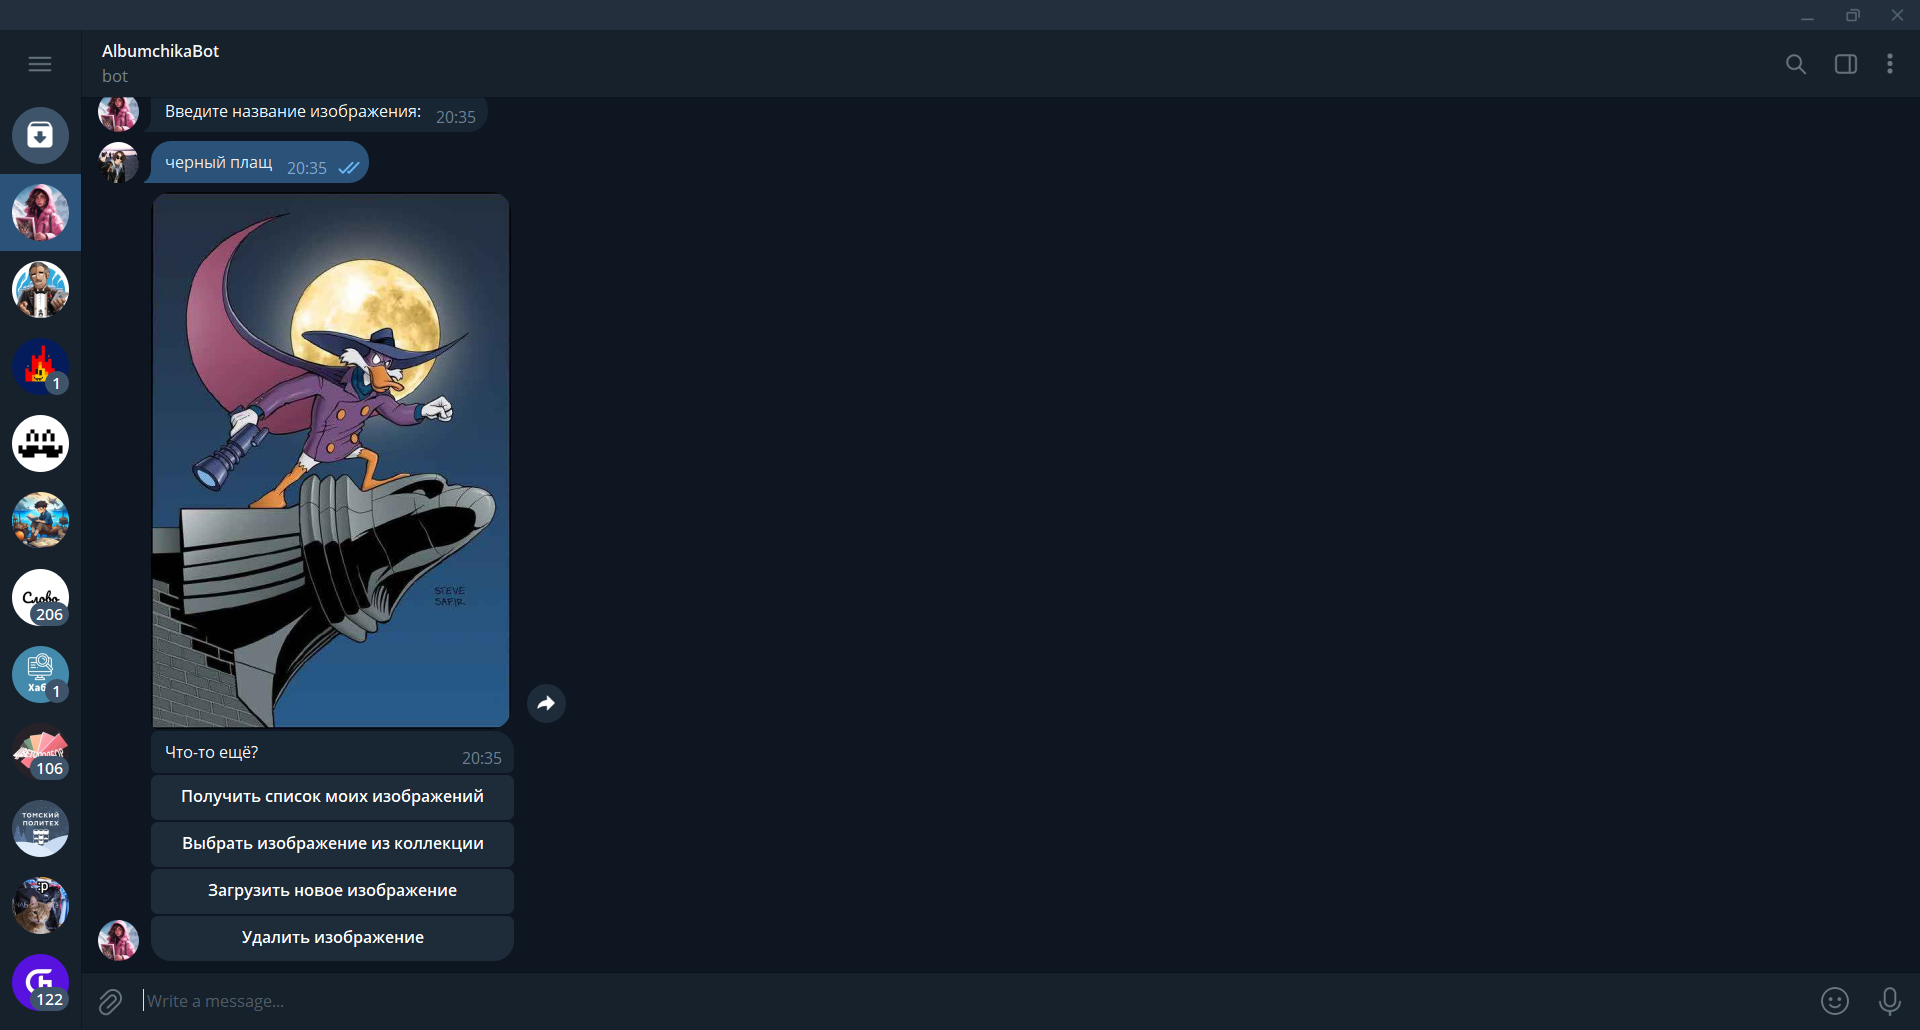 AlbumchikaBot
bot
Введите название изображения: 20:35
черный плащ 20:35
STEVE
SAFIR
Что-то ещё? 20:35
Получить список моих изображений
Выбрать изображение из коллекции
Загрузить новое изображение
Удалить изображение
Write a message...
1
Слово
206
Хаб
1
106
ТОМСКИЙ
ПОЛИТЕХ
:p
122